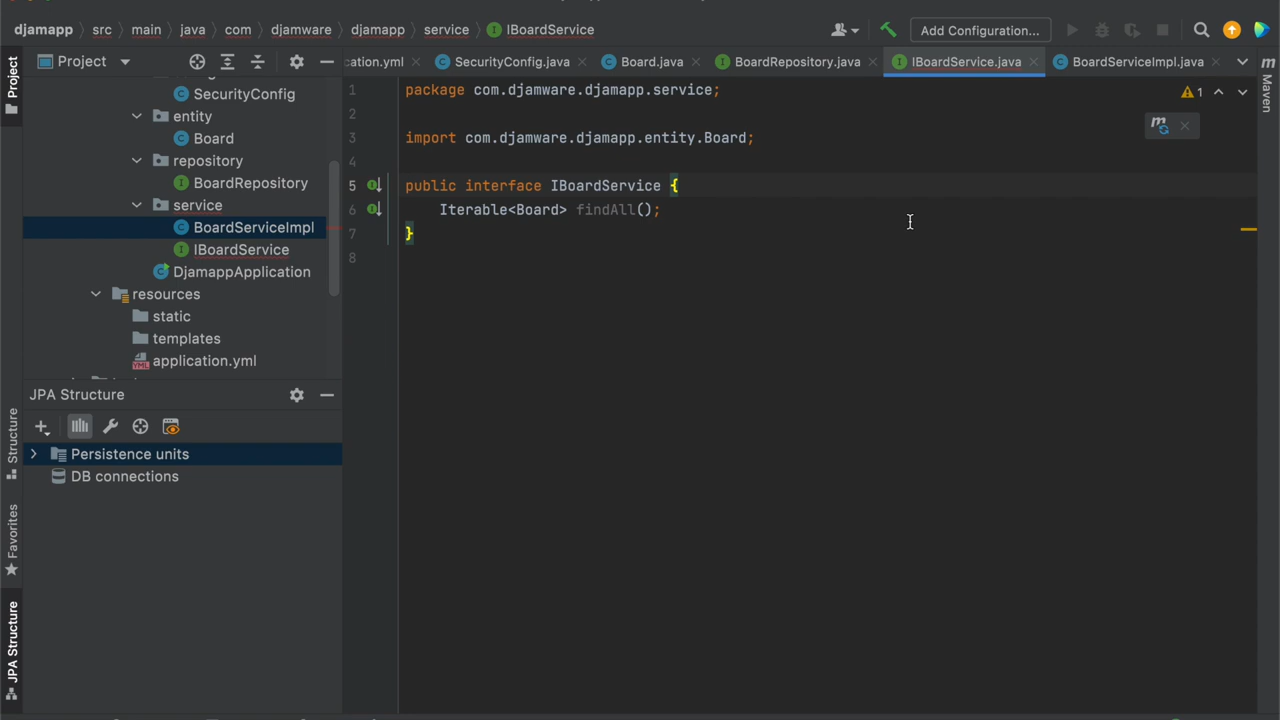 djamapp
src
main
java
com
djamware
djamapp
service
IBoardService
Add Configuration...
Project
cation.yml
SecurityConfig.java
Board.java
BoardRepository.java
IBoardService.java
BoardServiceImpl.java
Project
SecurityConfig
entity
Board
repository
BoardRepository
service
BoardServiceImpl
IBoardService
DjamappApplication
resources
static
templates
application.yml
JPA Structure
Persistence units
DB connections
1 package com.djamware.djamapp.service;
2
3 import com.djamware.djamapp.entity.Board;
4
5 public interface IBoardService {
6 Iterable<Board> findAll();
7 }
8
1
m
Maven
Structure
Favorites
JPA Structure